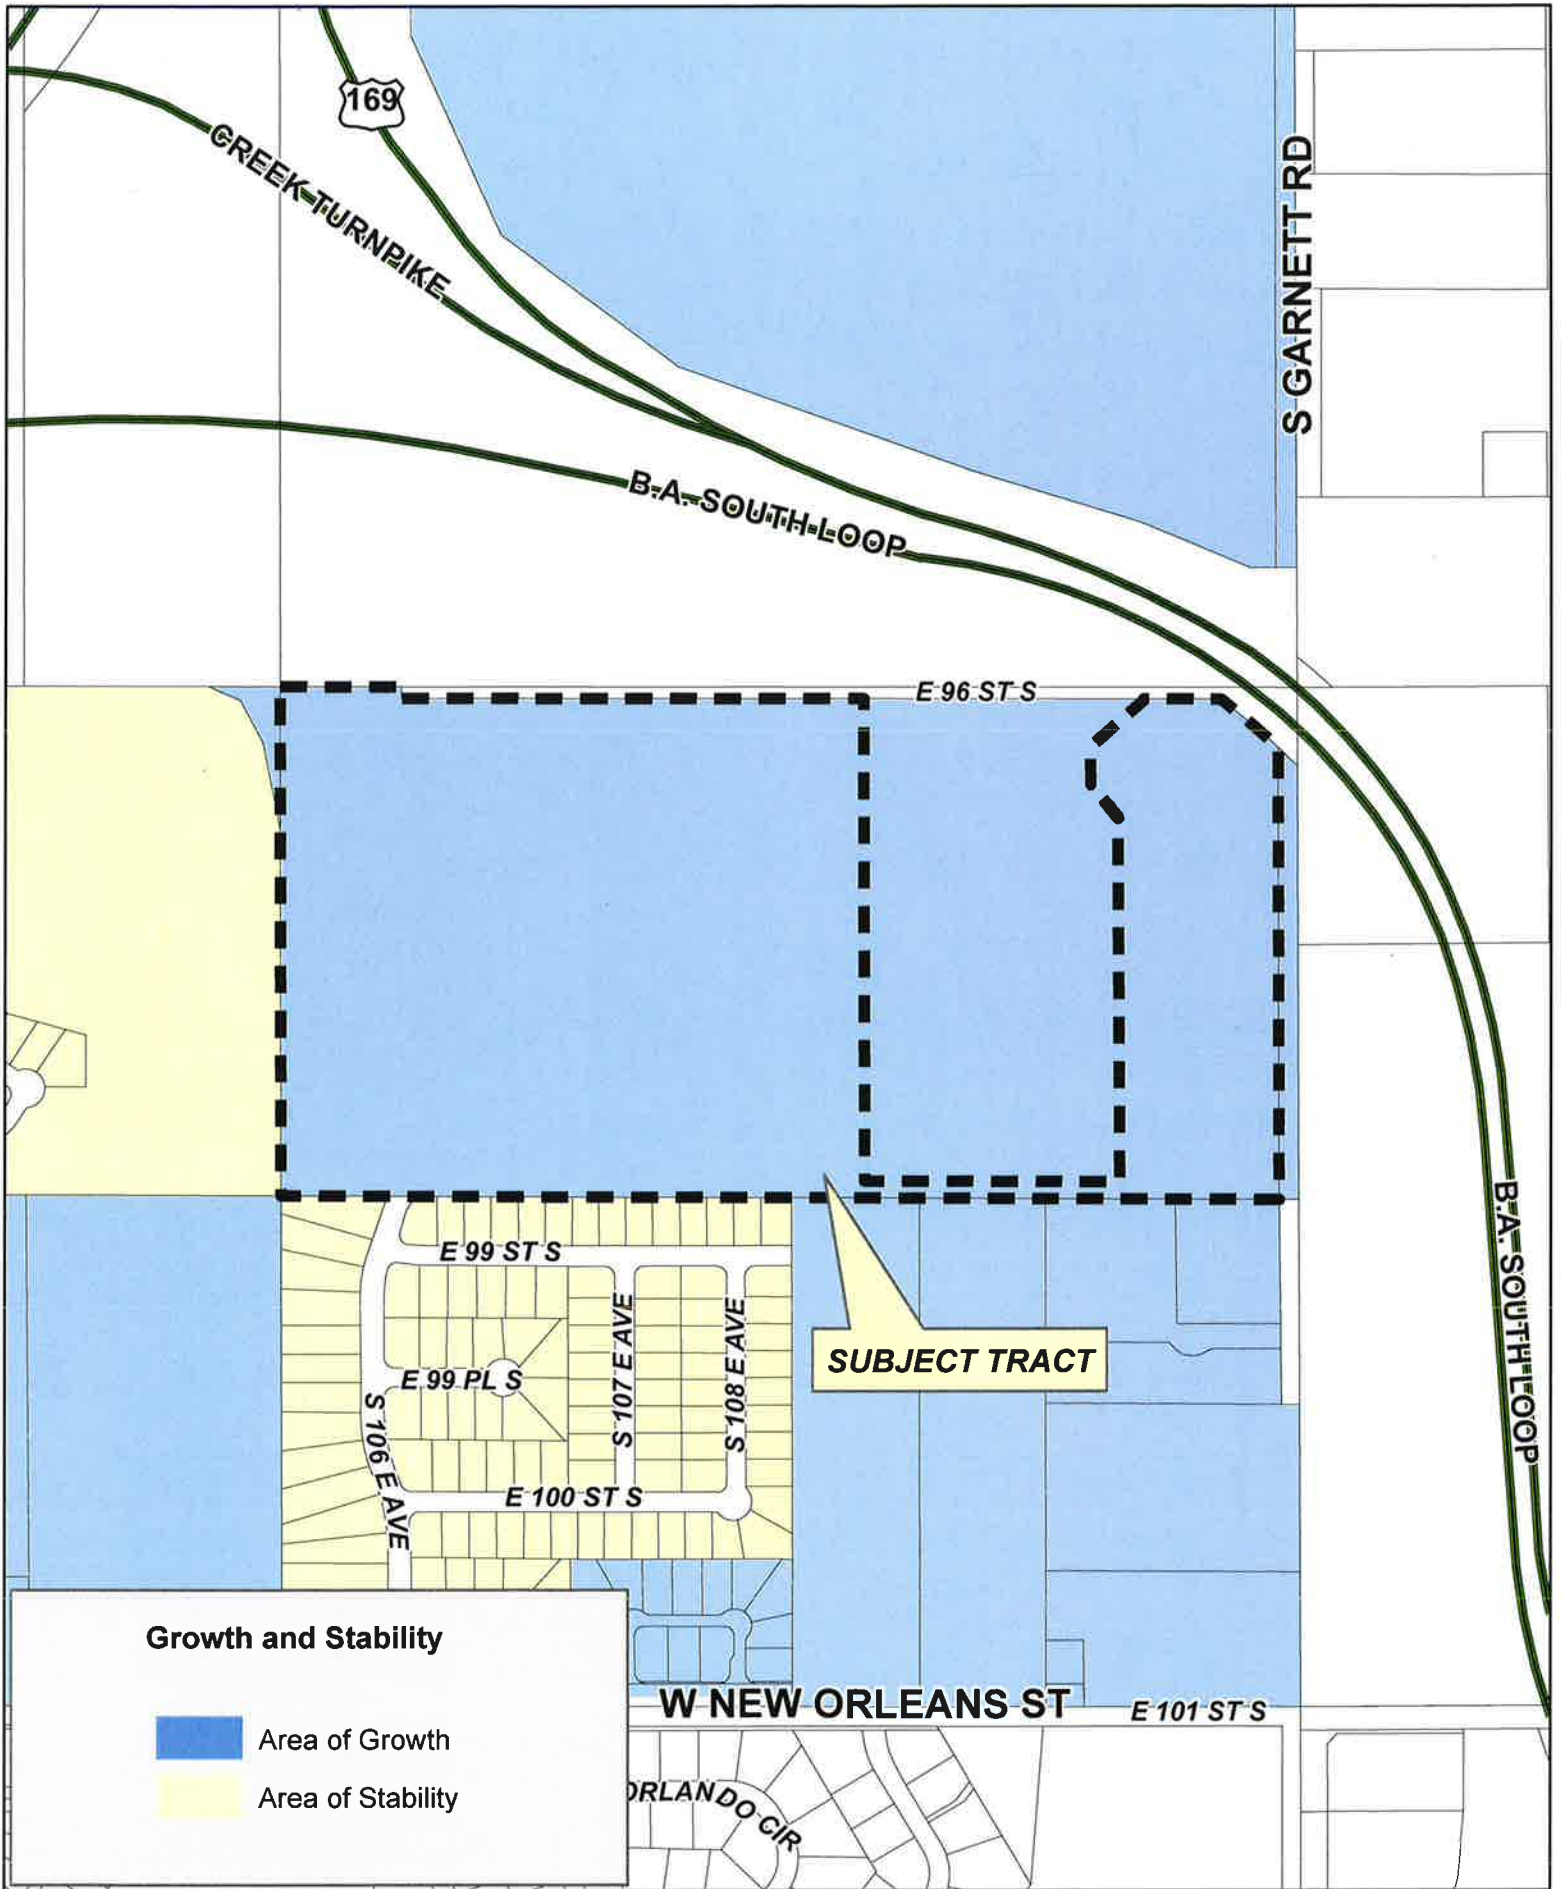 169
CREEK TURNPIKE
S GARNETT RD
B.A. SOUTH LOOP
E 96 ST S
E 99 ST S
SUBJECT TRACT
E 99 PL S
S 107 E AVE
S 108 E AVE
S 106 E AVE
B.A. SOUTH LOOP
E 100 ST S
Growth and Stability
W NEW ORLEANS ST
E 101 ST S
Area of Growth
Area of Stability
ORLANDO CIR